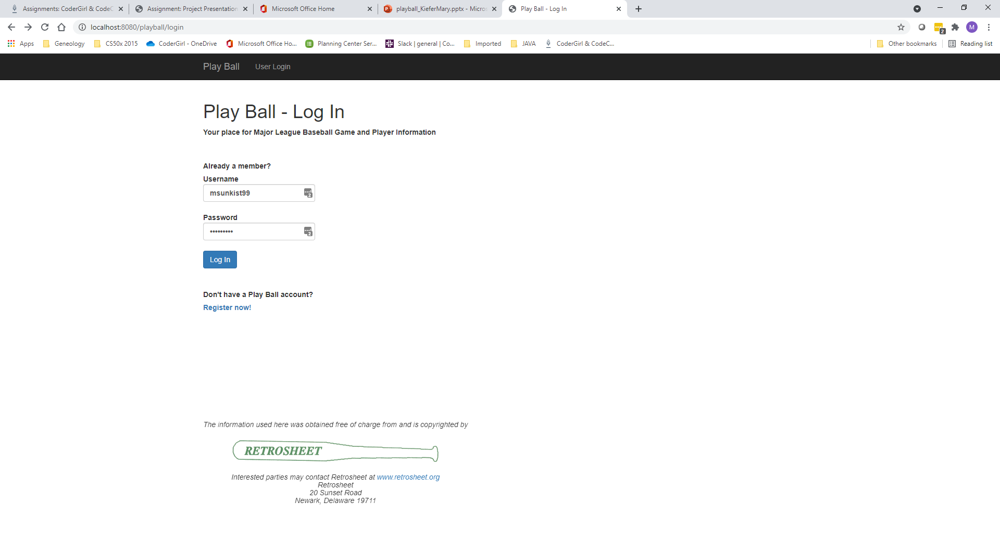 Assignments: CoderGirl & CodeC
Assignment: Project Presentation
Microsoft Office Home
playball_KieferMary.pptx - Micros
Play Ball - Log In
localhost:8080/playball/login
M
2
Apps
Geneology
CS50x 2015
CoderGirl - OneDrive
Microsoft Office Ho...
Planning Center Ser...
Slack | general | Co...
Imported
JAVA
CoderGirl & CodeC...
Other bookmarks
Reading list
Play Ball
User Login
Play Ball - Log In
Your place for Major League Baseball Game and Player Information
Already a member?
Username
msunkist99
2
Password
•••••••••
2
Log In
Don't have a Play Ball account?
Register now!
The information used here was obtained free of charge from and is copyrighted by
RETROSHEET
Interested parties may contact Retrosheet at www.retrosheet.org
Retrosheet
20 Sunset Road
Newark, Delaware 19711